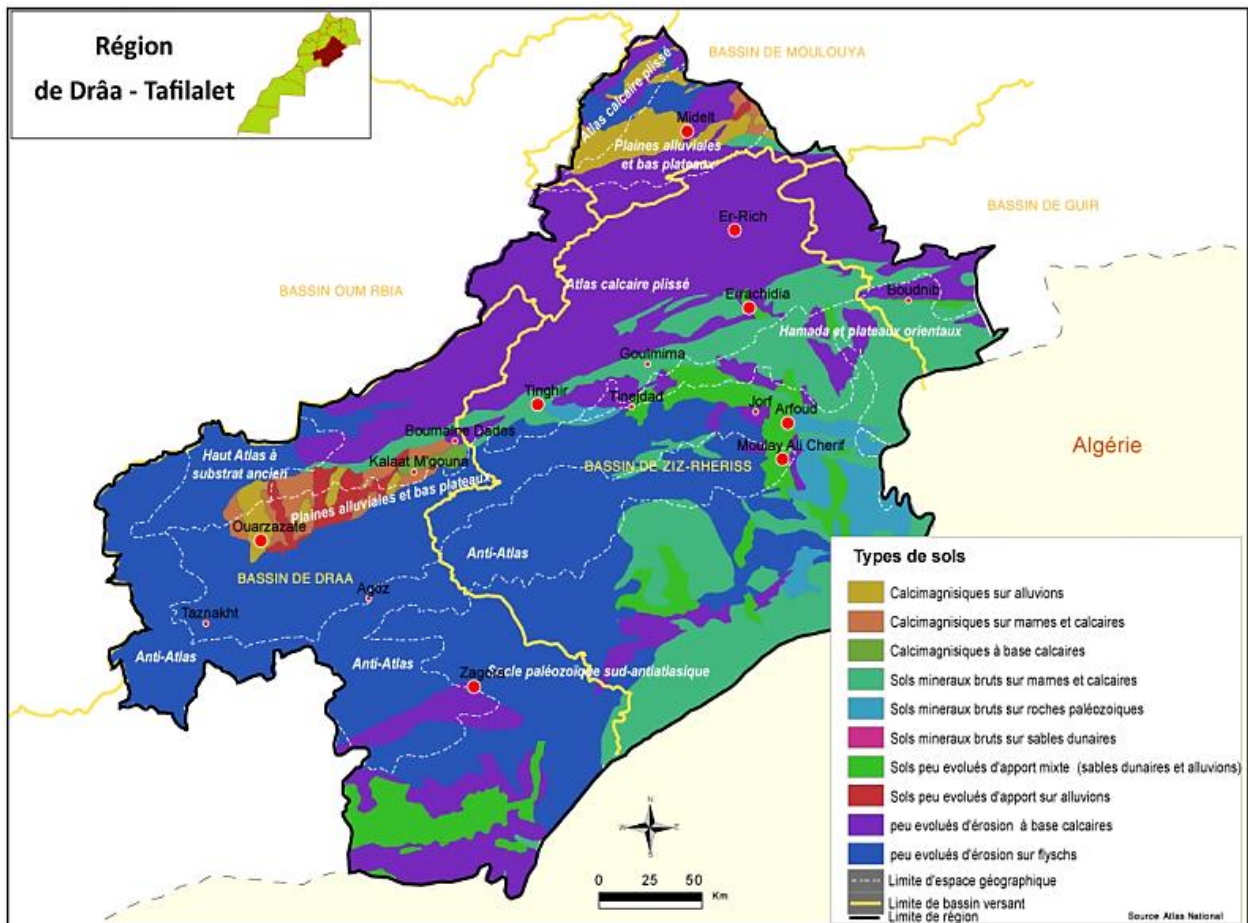 Région
de Drâa - Tafilalet
BASSIN DE MOULOUYA
Atlas calcaire plissé
Midelt
Plaines alluviales
et bas plateaux
BASSIN DE GUIR
Er-Rich
BASSIN OUM RBIA
Atlas calcaire plissé
Errachidia
Boudnib
Hamada et plateaux orientaux
Goulmima
Tinghir
Tinejdad
Jorf
Arfoud
Boumalne Dades
Moulay Ali Cherif
Algérie
Haut Atlas à
substrat ancien
Kalaat M'gouna
BASSIN DE ZIZ-RHERISS
Plaines alluviales et bas plateaux
Ouarzazate
Anti-Atlas
BASSIN DE DRAA
Agdz
Taznakht
Anti-Atlas
Anti-Atlas
Zagora
Socle paléozoïque sud-antiatlasique
Types de sols
Calcimagnisiques sur alluvions
Calcimagnisiques sur marnes et calcaires
Calcimagnisiques à base calcaires
Sols mineraux bruts sur marnes et calcaires
Sols mineraux bruts sur roches paléozoiques
Sols mineraux bruts sur sables dunaires
Sols peu evolués d'apport mixte (sables dunaires et alluvions)
Sols peu evolués d'apport sur alluvions
peu evolués d'érosion à base calcaires
peu evolués d'érosion sur flyschs
Limite d'espace géographique
Limite de bassin versant
Limite de région
Source Atlas National
N
W E
S
0 25 50
Km